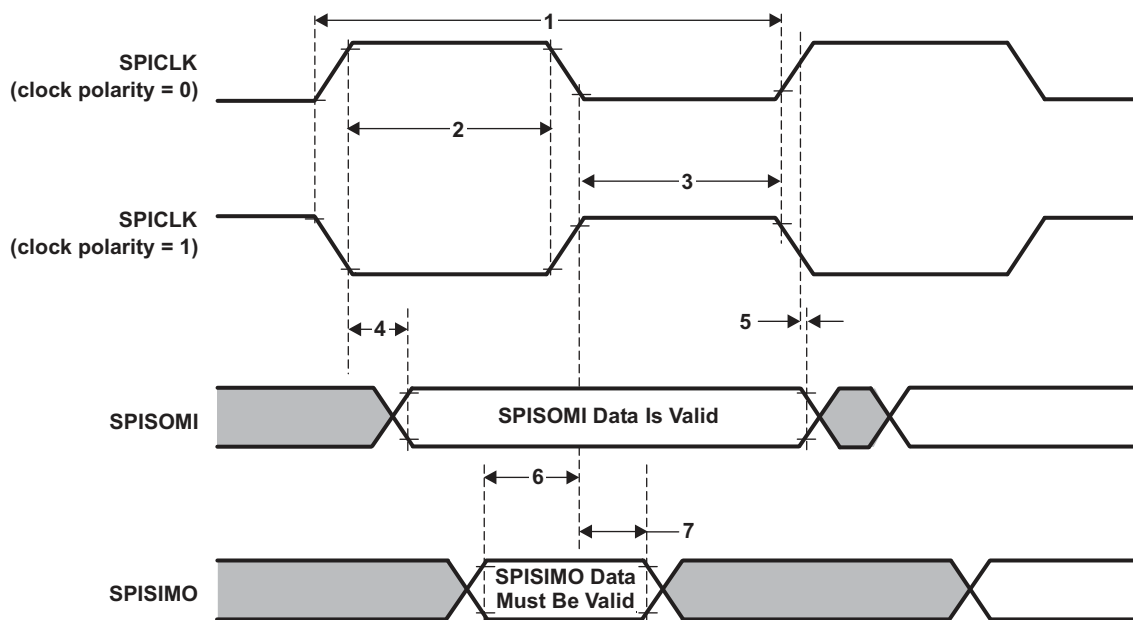 1
SPICLK
(clock polarity = 0)
2
3
SPICLK
(clock polarity = 1)
4
5
SPISOMI
SPISOMI Data Is Valid
6
7
SPISIMO
SPISIMO Data
Must Be Valid